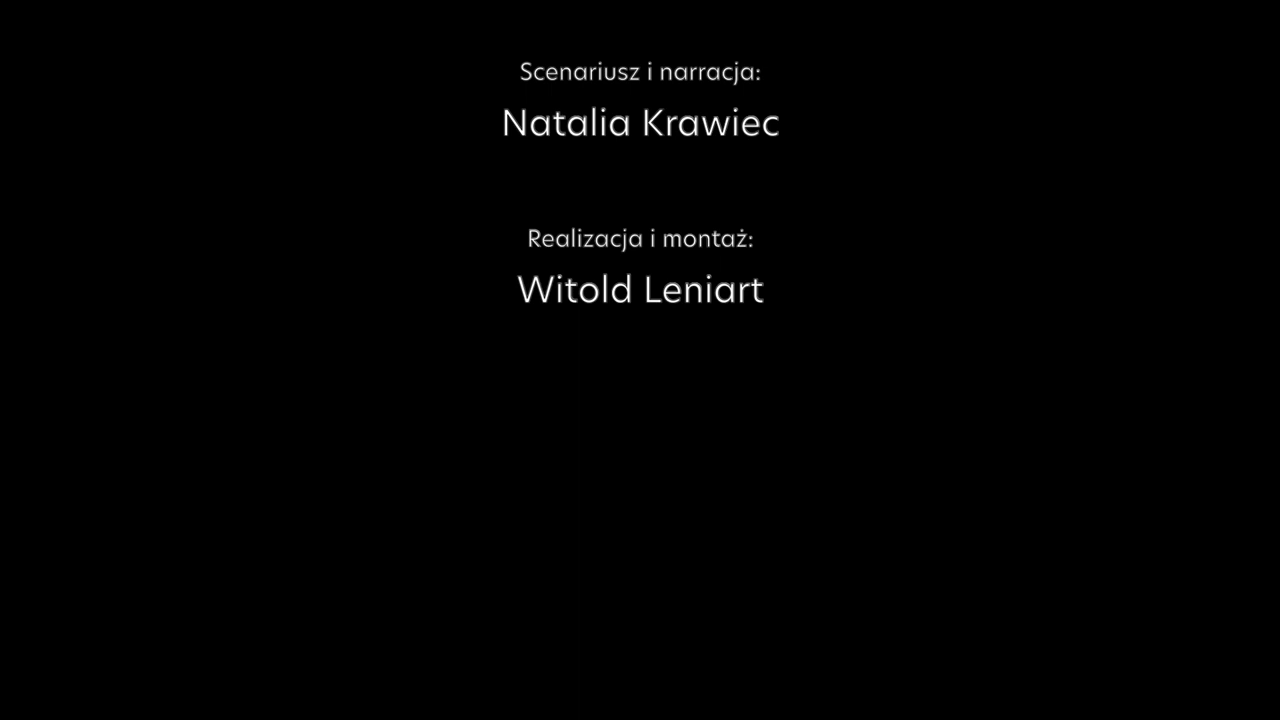 Scenariusz i narracja:
Natalia Krawiec
Realizacja i montaż:
Witold Leniart